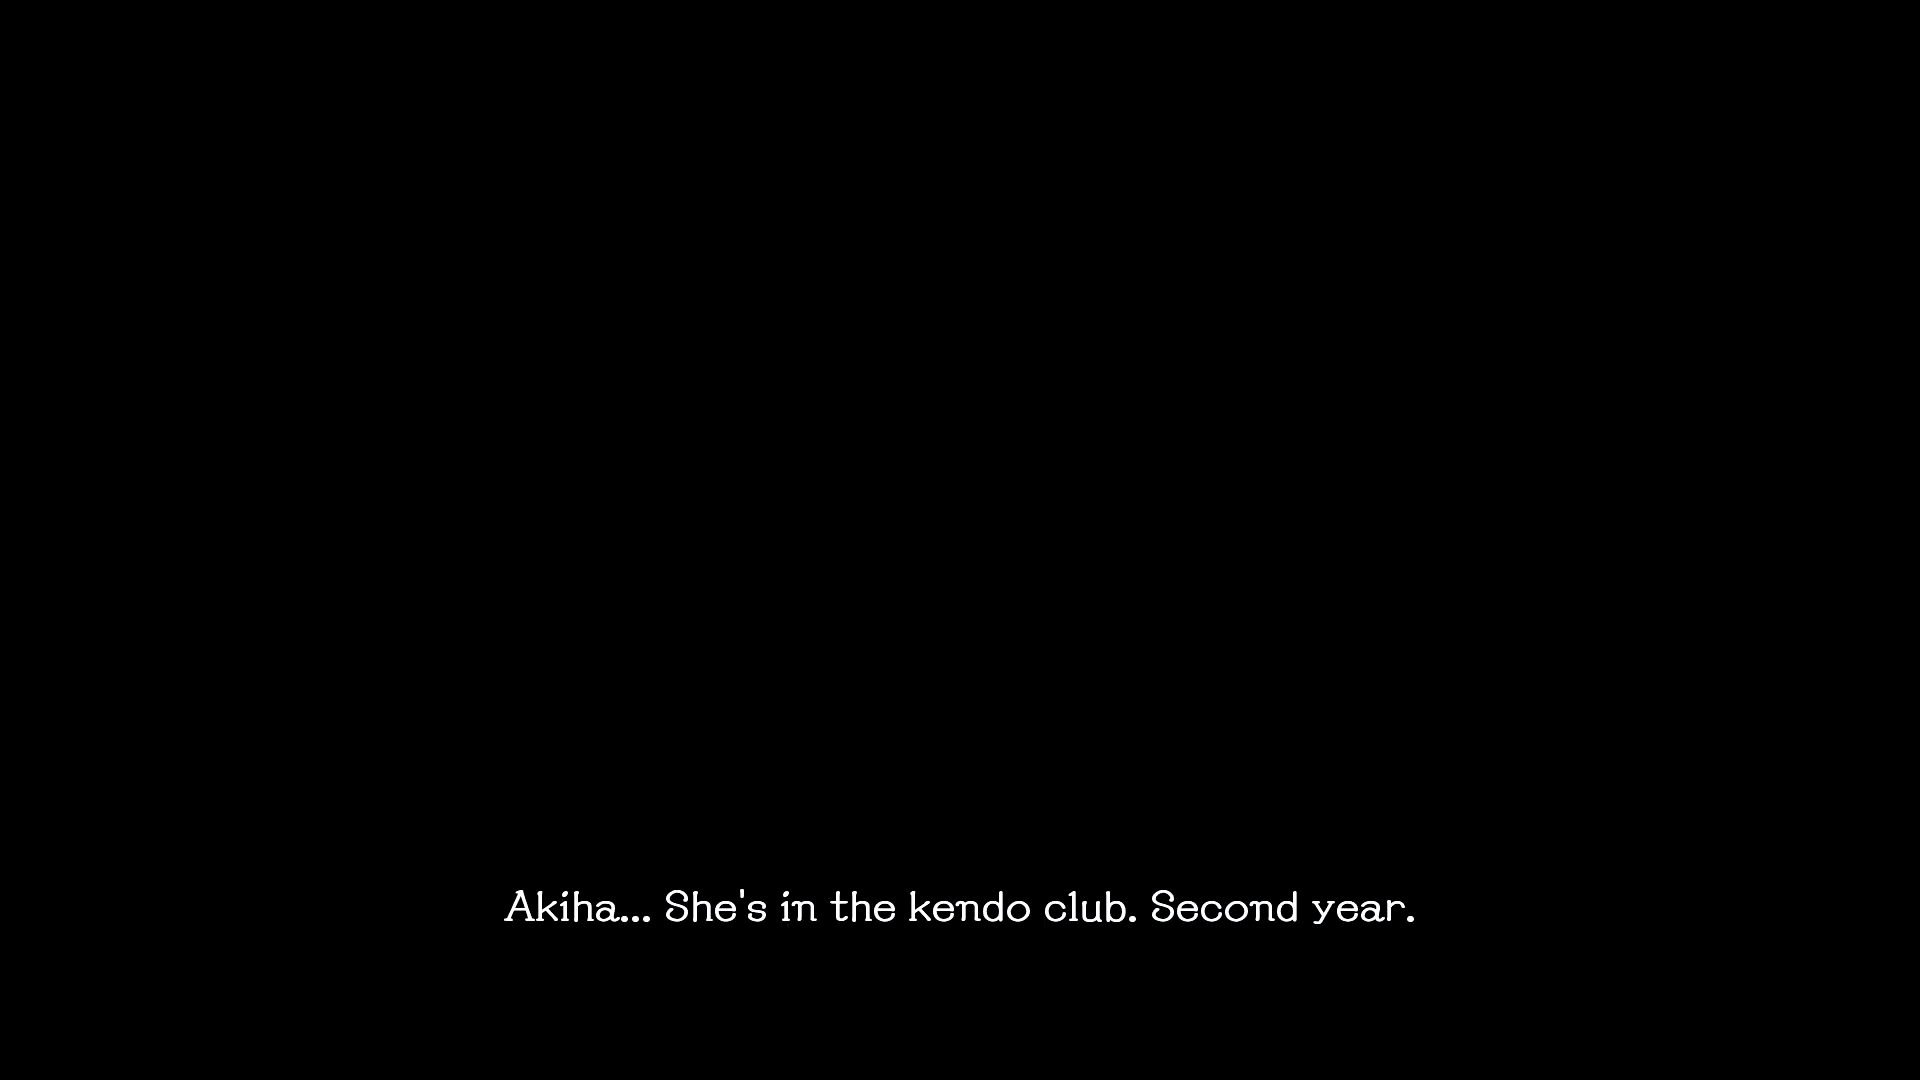 Akiha... She's in the kendo club. Second year.